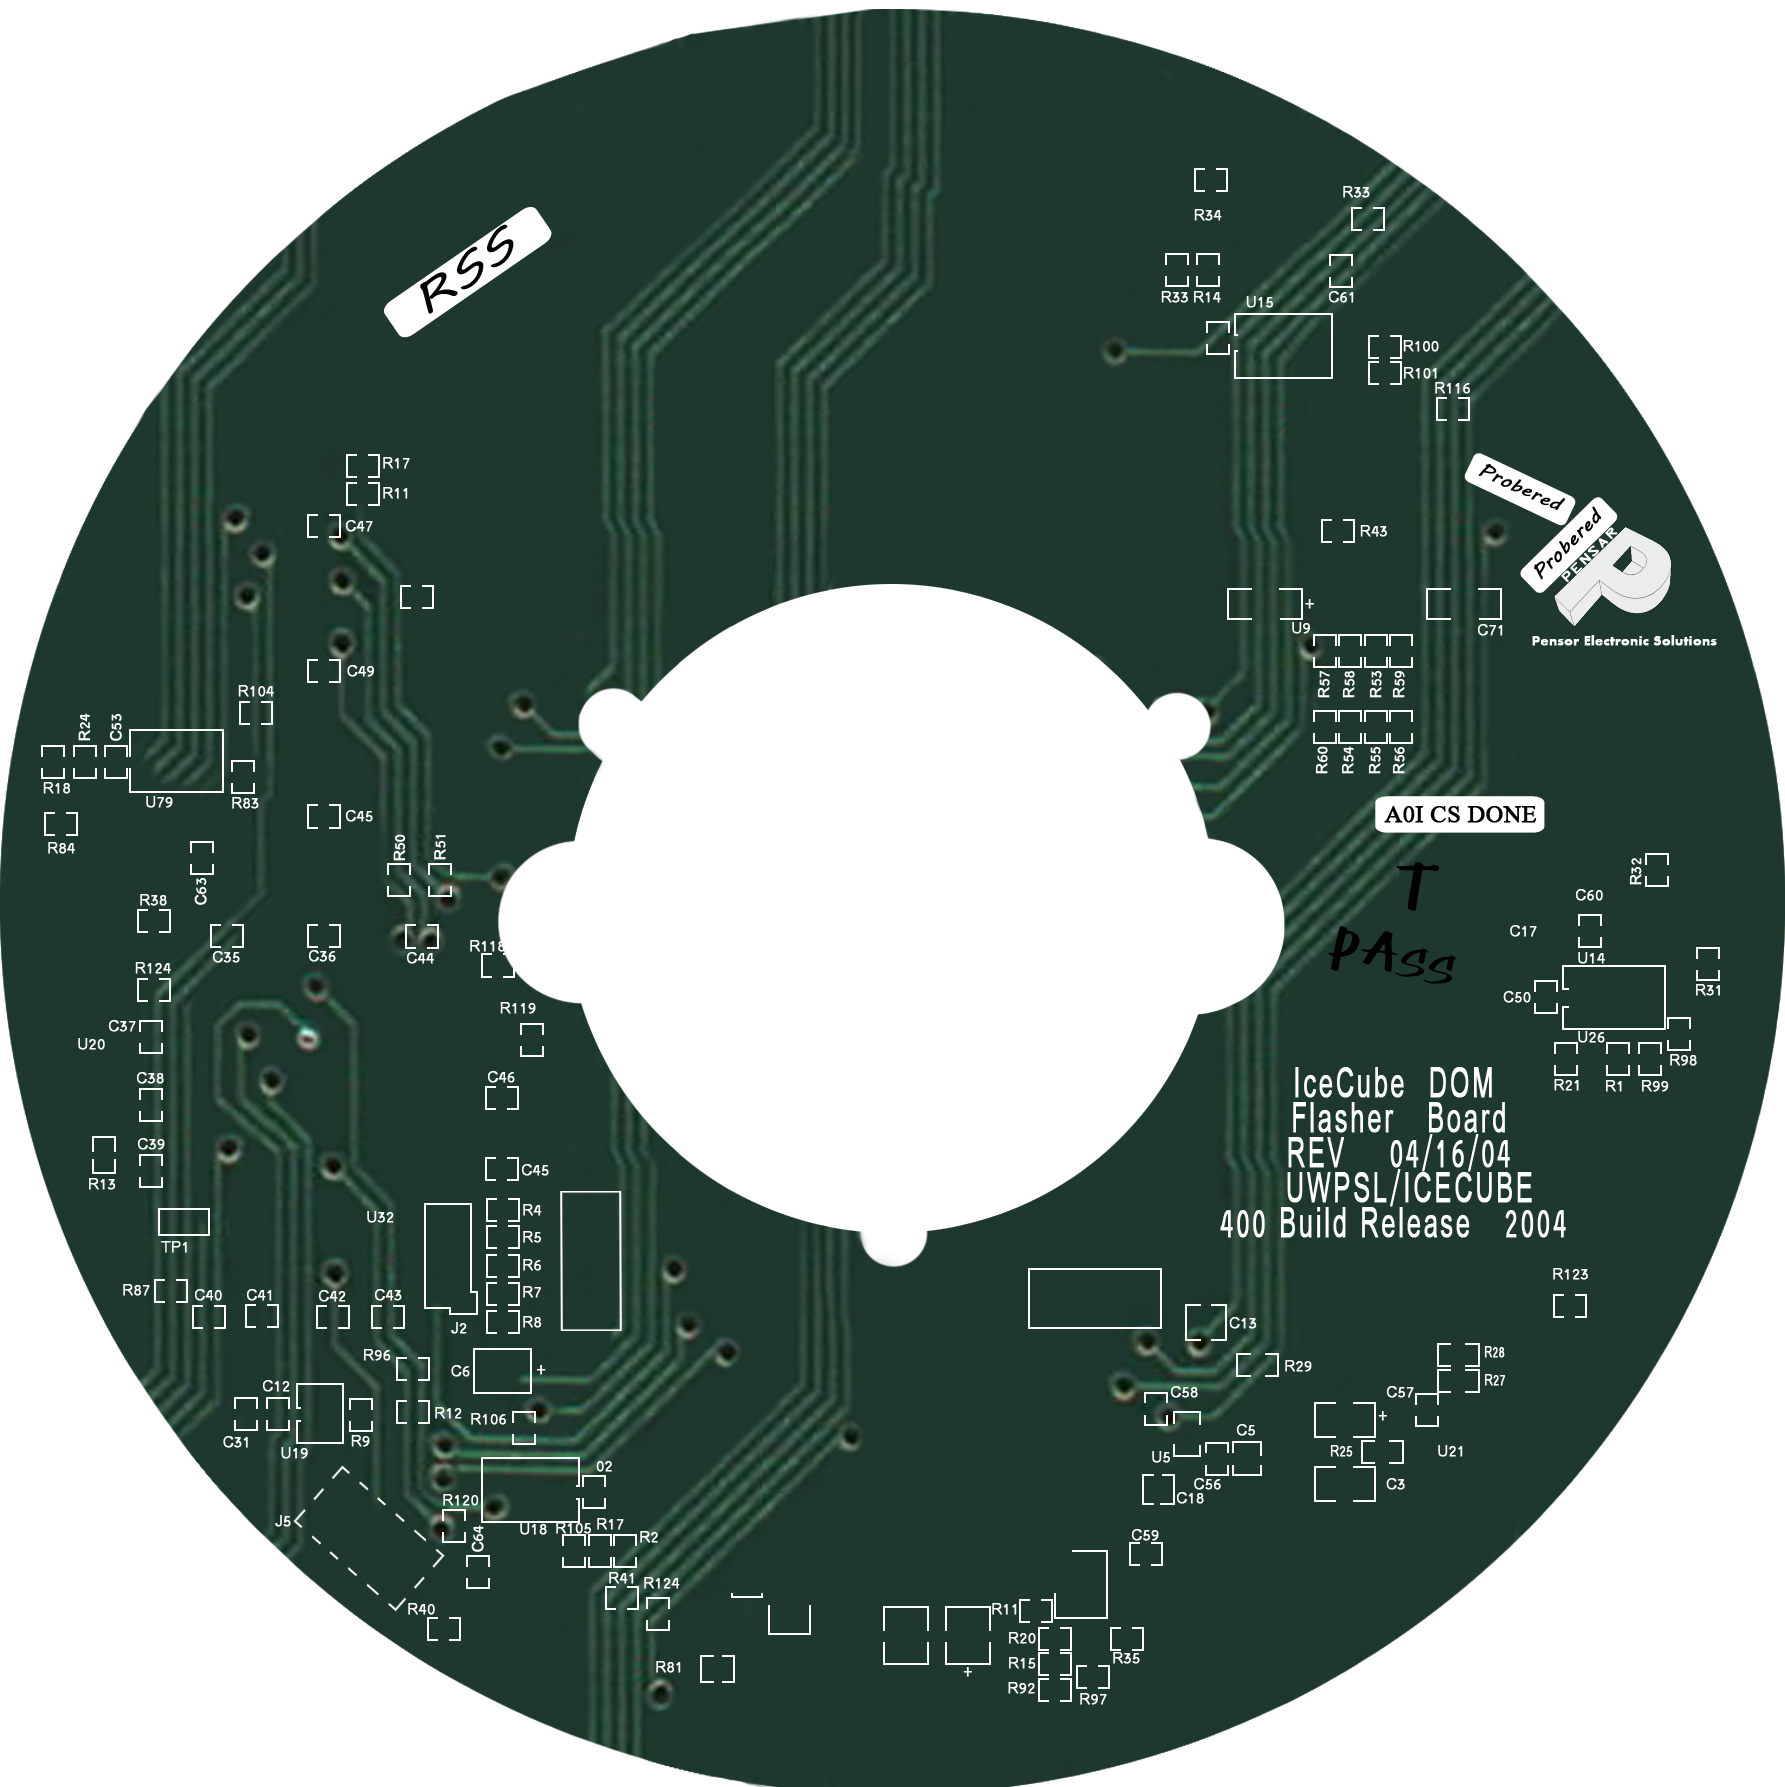 R34
R33
RSS
R33 R14
C61
U15
R100
R101
R116
R17
R11
C47
Probered
Probered
PENSAR
R43
Pensor Electronic Solutions
U9
+
C71
C49
R57 R58 R53 R59
R104
R24
C53
R60 R54 R55 R56
R18
U79
R83
C45
A0I CS DONE
R84
R50
R51
T
PASS
C63
R32
R38
C60
C17
C35
C36
C44
R118
U14
R124
R31
C50
R119
C37
U20
U26
R98
C38
C46
R21
R1
R99
IceCube DOM
Flasher Board
REV 04/16/04
UWPSL/ICECUBE
400 Build Release 2004
C39
R13
C45
R4
U32
R5
TP1
R6
R87
R7
C40
C41
C42
C43
R8
J2
R123
C13
R96
C6
+
R29
R28
R27
C12
C58
C57
R12
R106
+
C31
U19
R9
C5
U5
R25
U21
02
C56
C3
R120
C18
J5
U18
R105
R17
R2
C64
C59
R41
R124
R40
R11
R20
R35
R81
+
R15
R92
R97